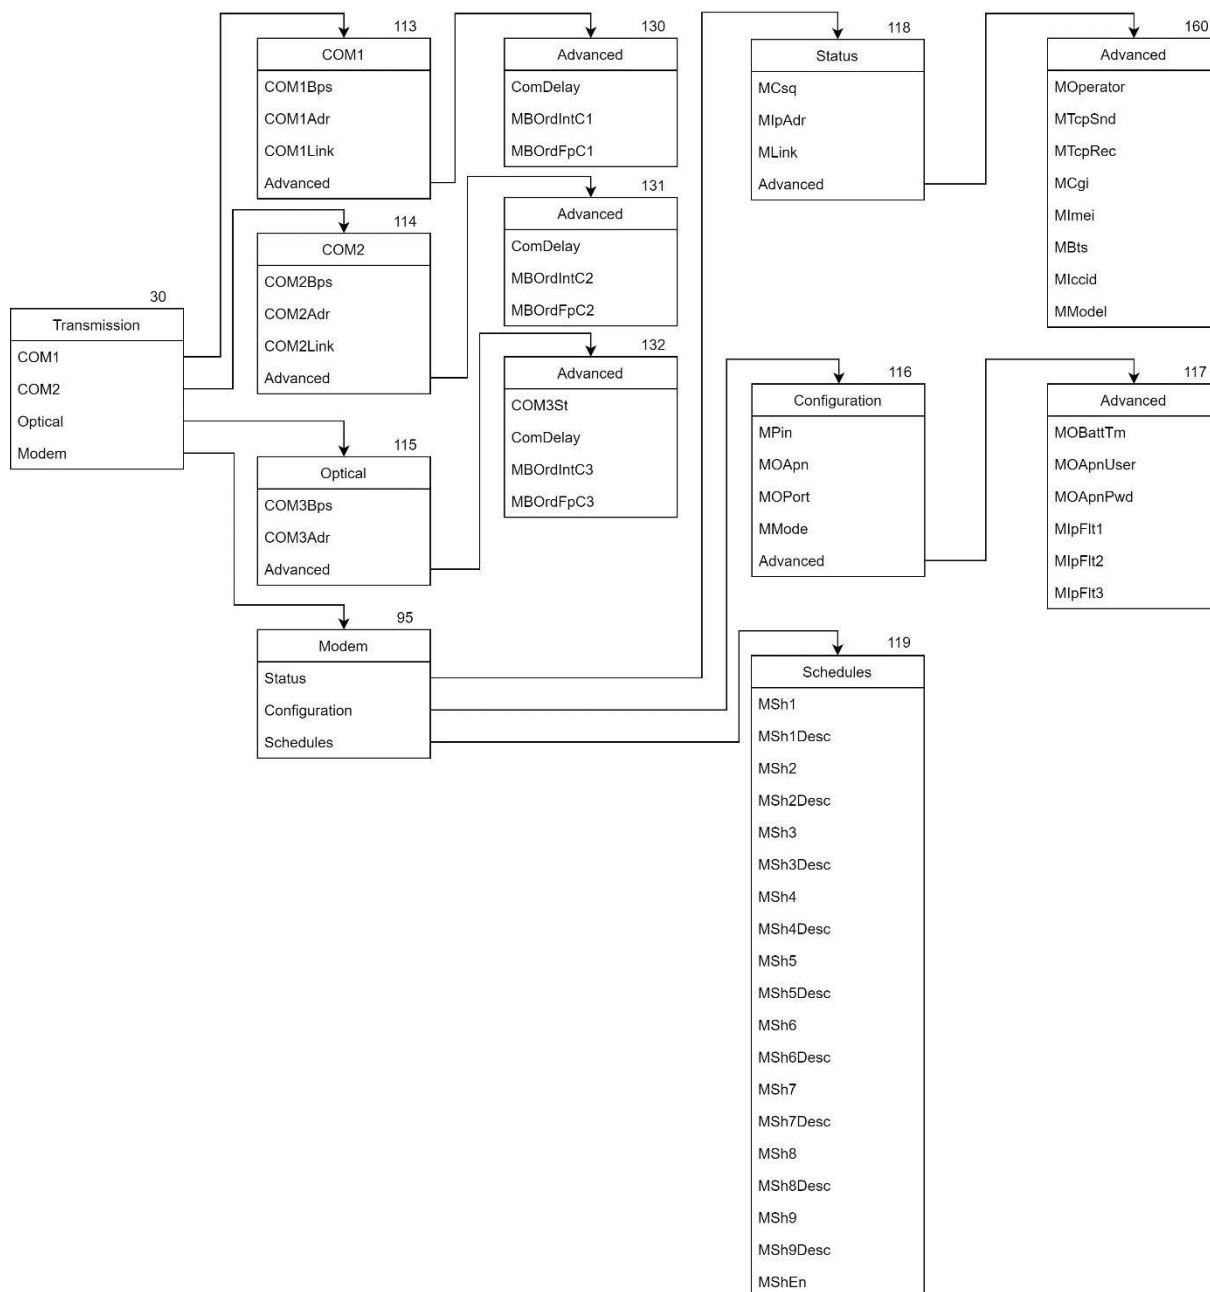 30
Transmission
COM1
COM2
Optical
Modem
113
COM1
COM1Bps
COM1Adr
COM1Link
Advanced
130
Advanced
ComDelay
MBOrdIntC1
MBOrdFpC1
114
COM2
COM2Bps
COM2Adr
COM2Link
Advanced
131
Advanced
ComDelay
MBOrdIntC2
MBOrdFpC2
115
Optical
COM3Bps
COM3Adr
Advanced
132
Advanced
COM3St
ComDelay
MBOrdIntC3
MBOrdFpC3
95
Modem
Status
Configuration
Schedules
118
Status
MCsq
MIpAdr
MLink
Advanced
160
Advanced
MOperator
MTcpSnd
MTcpRec
MCgi
MImei
MBts
MIccid
MModel
116
Configuration
MPin
MOApn
MOPort
MMode
Advanced
117
Advanced
MOBattTm
MOApnUser
MOApnPwd
MIpFlt1
MIpFlt2
MIpFlt3
119
Schedules
MSh1
MSh1Desc
MSh2
MSh2Desc
MSh3
MSh3Desc
MSh4
MSh4Desc
MSh5
MSh5Desc
MSh6
MSh6Desc
MSh7
MSh7Desc
MSh8
MSh8Desc
MSh9
MSh9Desc
MShEn